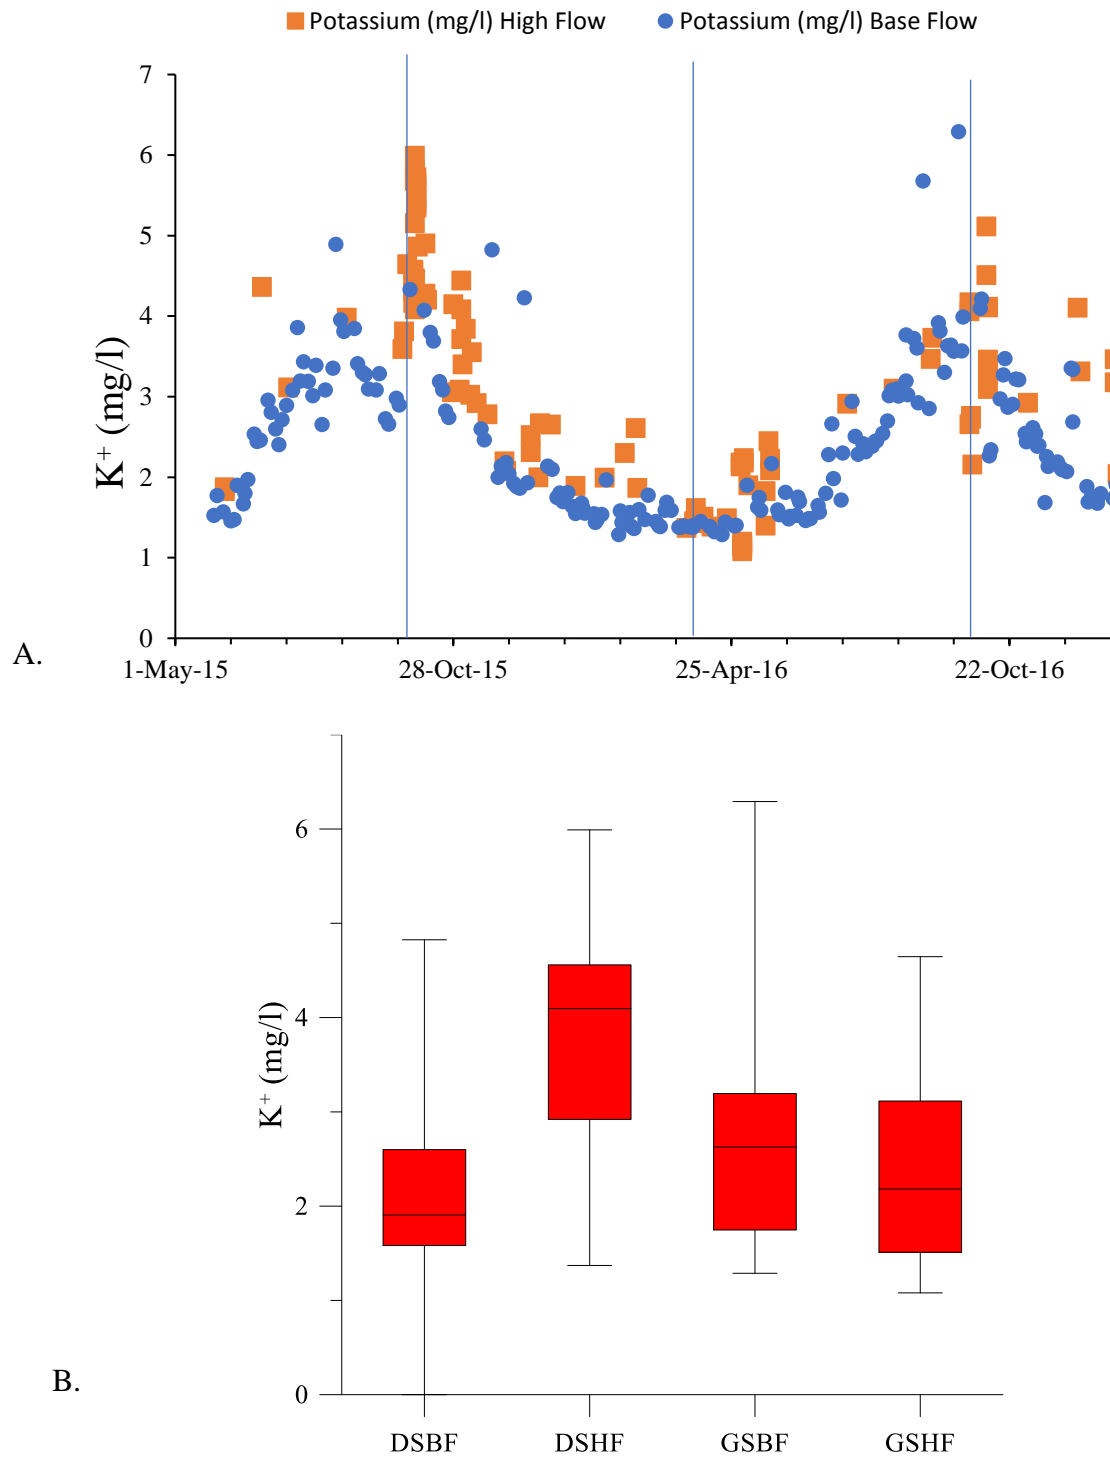 Potassium (mg/l) High Flow Potassium (mg/l) Base Flow
7
6
5
4
3
2
1
0
K+ (mg/l)
1-May-15 28-Oct-15 25-Apr-16 22-Oct-16
A.
6
4
2
0
K+ (mg/l)
DSBF DSHF GSBF GSHF
B.